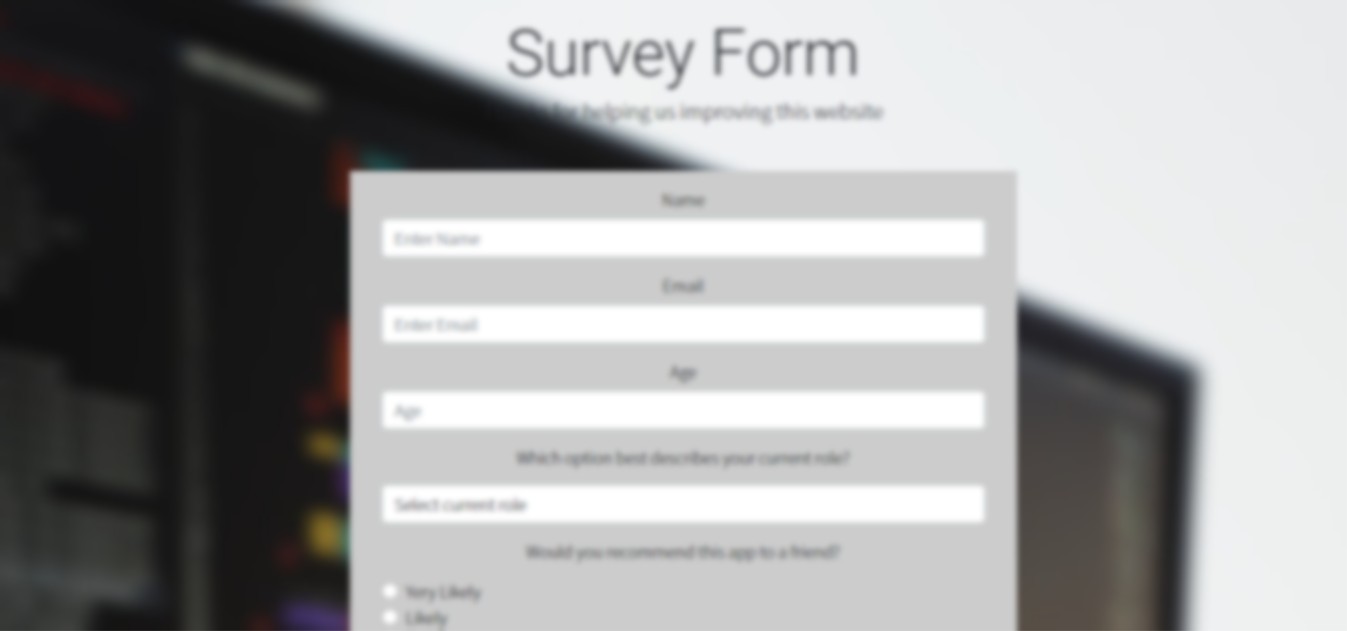 Survey Form
for helping us improving this website
Name
Enter Name
Email
Enter Email
Age
Age
Which option best describes your current role?
Select current role
Would you recommend this app to a friend?
Very Likely
Likely